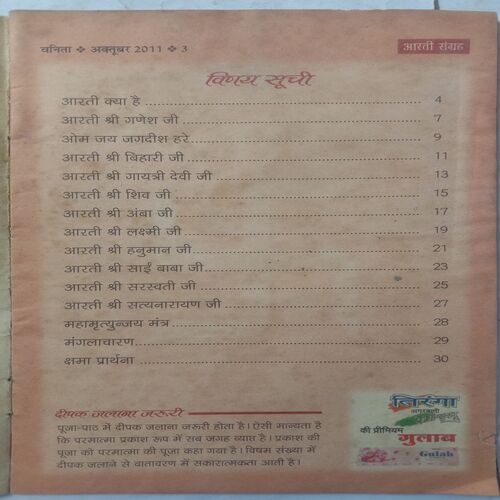 वनिता ❖ अक्तूबर 2011 ❖ 3
आरती संग्रह
विषय सूची
आरती क्या है 4
आरती श्री गणेश जी 7
ओम जय जगदीश हरे 9
आरती श्री बिहारी जी 11
आरती श्री गायत्री देवी जी 13
आरती श्री शिव जी 15
आरती श्री अंबा जी 17
आरती श्री लक्ष्मी जी 19
आरती श्री हनुमान जी 21
आरती श्री साईं बाबा जी 23
आरती श्री सरस्वती जी 25
आरती श्री सत्यनारायण जी 27
महामृत्युन्जय मंत्र 28
मंगलाचारण 29
क्षमा प्रार्थना 30
दीपक जलाना जरूरी
पूजा-पाठ में दीपक जलाना जरूरी होता है। ऐसी मान्यता है
कि परमात्मा प्रकाश रूप में सब जगह व्याप्त है। प्रकाश की
पूजा को परमात्मा की पूजा कहा गया है। विषम संख्या में
दीपक जलाने से वातावरण में सकारात्मकता आती है।
तिरंगा
अगरबत्ती
की प्रीमियम
गुलाब
Gulab